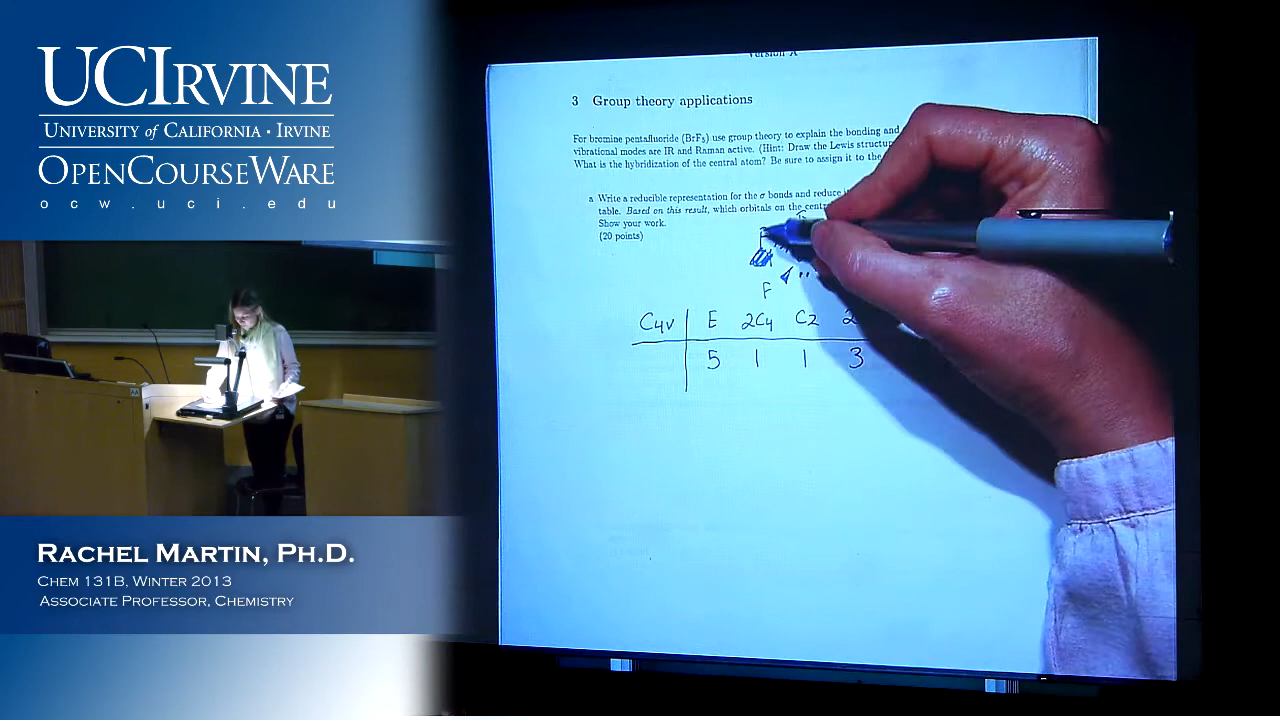 UCIRVINE
UNIVERSITY of CALIFORNIA · IRVINE
OPENCOURSEWARE
ocw.uci.edu
RACHEL MARTIN, PH.D.
CHEM 131B, WINTER 2013
ASSOCIATE PROFESSOR, CHEMISTRY
Version A
3 Group theory applications
For bromine pentafluoride (BrF₅) use group theory to explain the bonding and
vibrational modes are IR and Raman active. (Hint: Draw the Lewis
What is the hybridization of the central atom? Be sure to assign it to the
a Write a reducible representation for the σ bonds and reduce
table. Based on this result, which orbitals on the
Show your work.
(20 points)
F
F
C4v E 2C4 C2 2
5 1 1 3